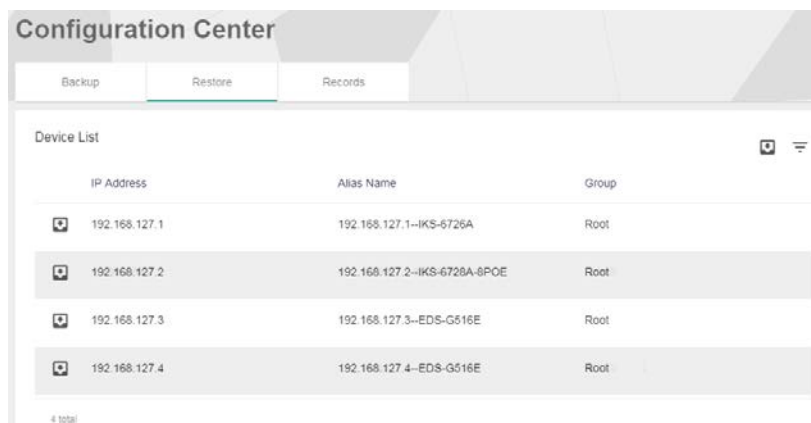 Configuration Center
Backup Restore Records
Device List
IP Address Alias Name Group
192.168.127.1 192.168.127.1--IKS-6726A Root
192.168.127.2 192.168.127.2--IKS-6728A-8POE Root
192.168.127.3 192.168.127.3--EDS-G516E Root
192.168.127.4 192.168.127.4--EDS-G516E Root
4 total